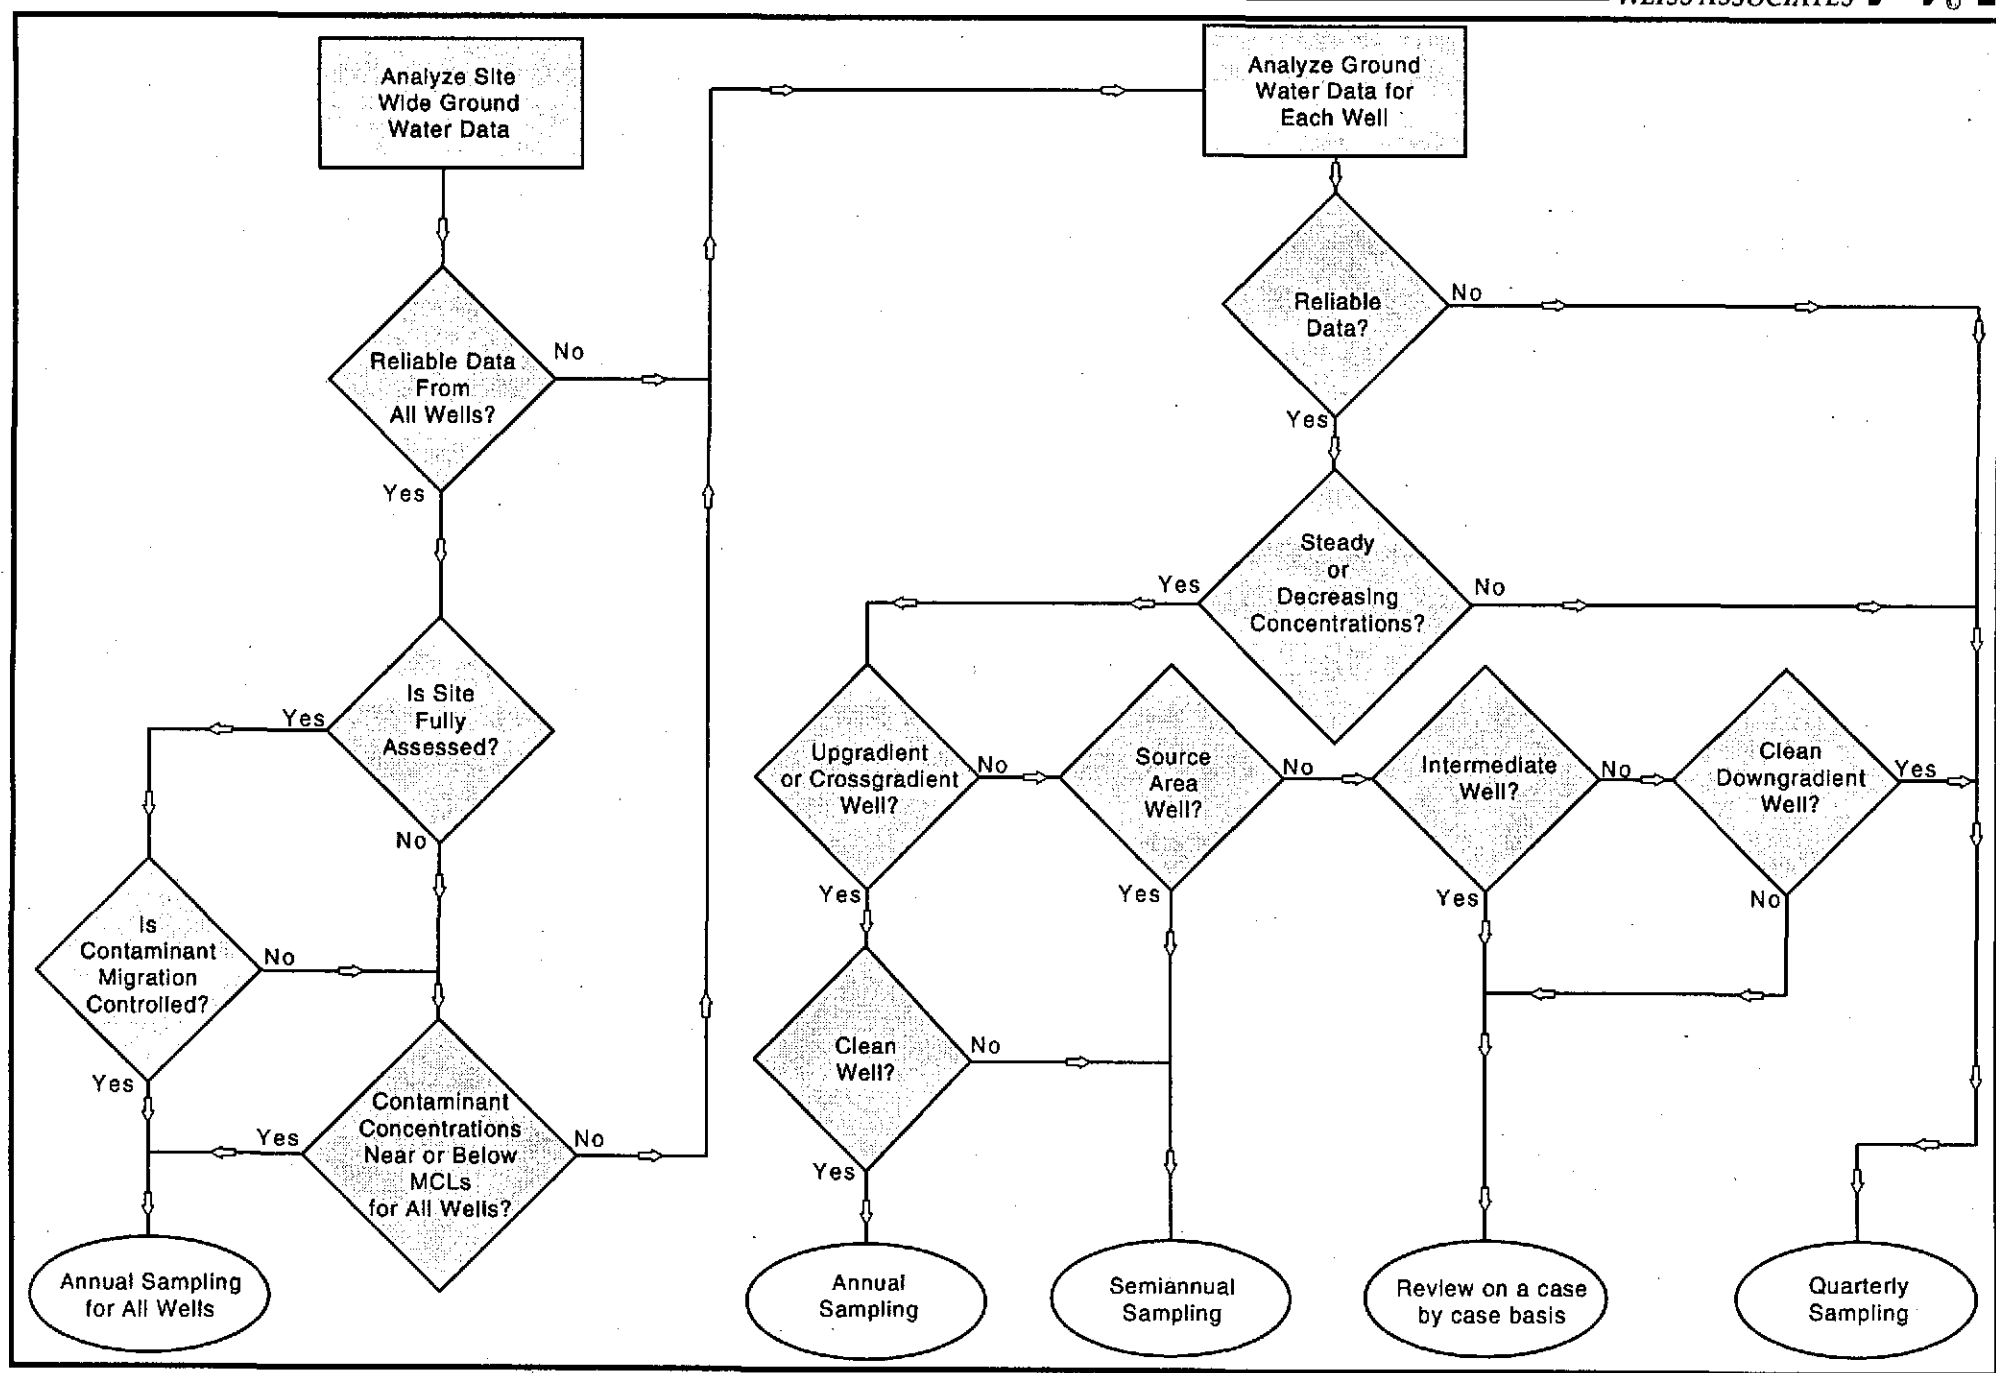 WEISS ASSOCIATES
Analyze Site
Wide Ground
Water Data
Reliable Data
From
All Wells?
No
Yes
Is Site
Fully
Assessed?
Yes
No
Is
Contaminant
Migration
Controlled?
No
Yes
Contaminant
Concentrations
Near or Below
MCLs
for All Wells?
Yes
No
Annual Sampling
for All Wells
Analyze Ground
Water Data for
Each Well
Reliable
Data?
No
Yes
Steady
or
Decreasing
Concentrations?
Yes
No
Upgradient
or Crossgradient
Well?
No
Yes
Source
Area
Well?
No
Yes
Intermediate
Well?
No
Yes
Clean
Downgradient
Well?
Yes
No
Clean
Well?
No
Yes
Annual
Sampling
Semiannual
Sampling
Review on a case
by case basis
Quarterly
Sampling